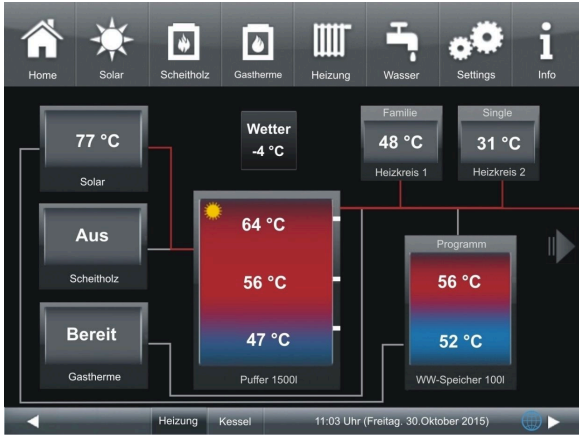 Home Solar Scheitholz Gastherme Heizung Wasser Settings Info
Familie Single
77 °C
Wetter
-4 °C
48 °C 31 °C
Solar
Heizkreis 1 Heizkreis 2
64 °C
Aus
Programm
Scheitholz
56 °C
56 °C
Bereit
47 °C
52 °C
Gastherme
Puffer 1500l
WW-Speicher 100l
Heizung Kessel 11:03 Uhr (Freitag. 30.Oktober 2015)